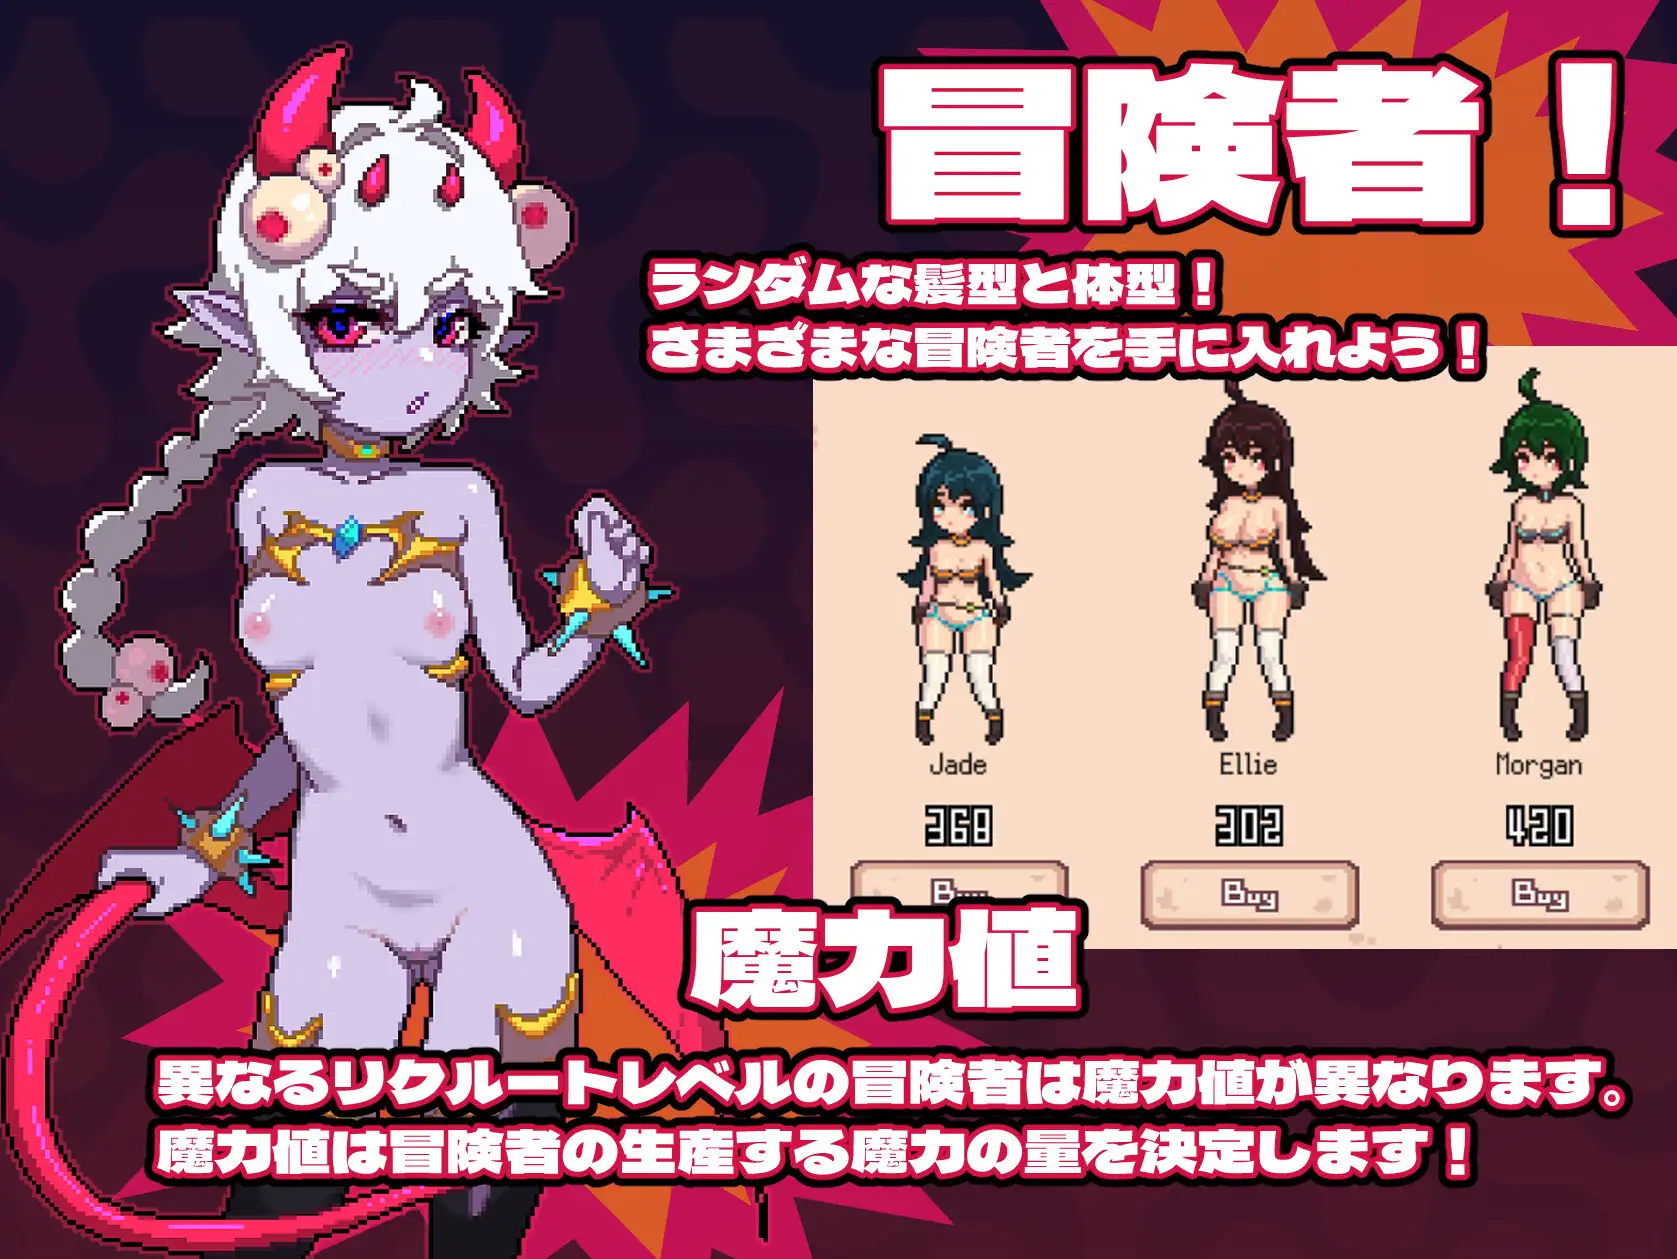 冒険者！
ランダムな髪型と体型！
さまざまな冒険者を手に入れよう！
Jade
Ellie
Morgan
368
302
420
Buy
Buy
魔力値
異なるリクルートレベルの冒険者は魔力値が異なります。
魔力値は冒険者の生産する魔力の量を決定します！